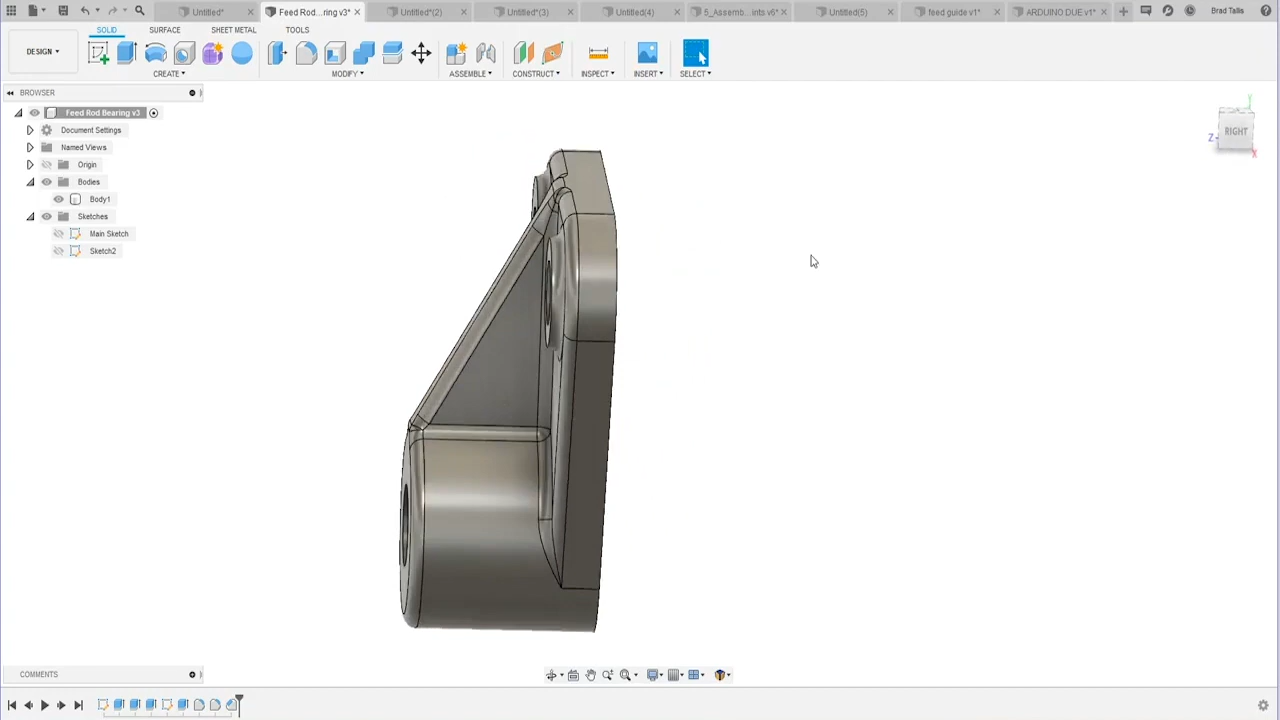 Untitled*
Feed Rod...ring v3*
Untitled*(2)
Untitled*(3)
Untitled(4)
5_Assemb...ints v6*
Untitled(5)
feed guide v1*
ARDUINO DUE v1*
Brad Tallis
SOLID
SURFACE
SHEET METAL
TOOLS
DESIGN
CREATE
MODIFY
ASSEMBLE
CONSTRUCT
INSPECT
INSERT
SELECT
BROWSER
Feed Rod Bearing v3
Document Settings
Named Views
Origin
Bodies
Body1
Sketches
Main Sketch
Sketch2
Y
RIGHT
Z
X
COMMENTS